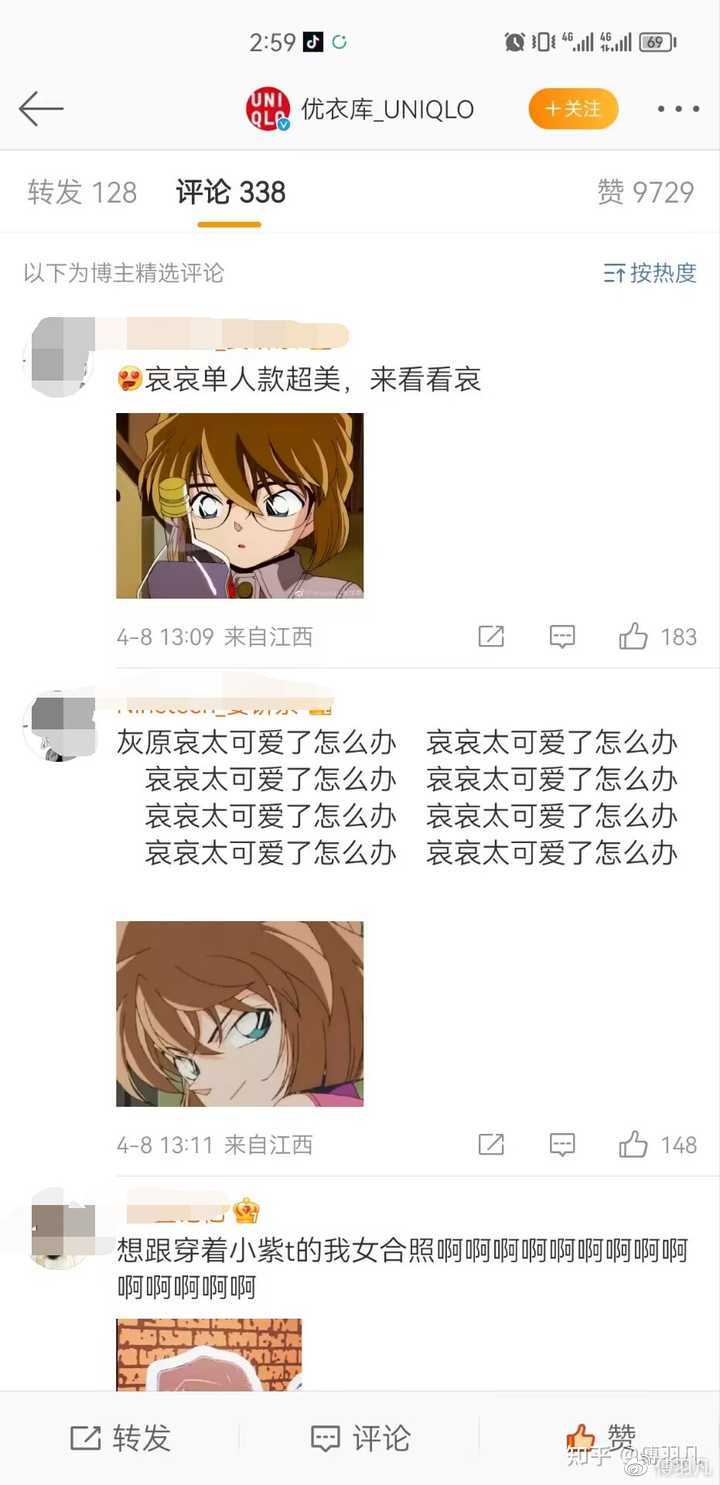 2:59
4G
4G
69
UNI
QLO
优衣库_UNIQLO
+关注
转发 128
评论 338
赞 9729
以下为博主精选评论
按热度
哀哀单人款超美，来看看哀
4-8 13:09 来自江西
183
灰原哀太可爱了怎么办 哀哀太可爱了怎么办
哀哀太可爱了怎么办 哀哀太可爱了怎么办
哀哀太可爱了怎么办 哀哀太可爱了怎么办
哀哀太可爱了怎么办 哀哀太可爱了怎么办
4-8 13:11 来自江西
148
想跟穿着小紫t的我女合照啊啊啊啊啊啊啊啊啊
啊啊啊啊啊
转发
评论
赞
知乎 @傅羽凡
傅羽凡